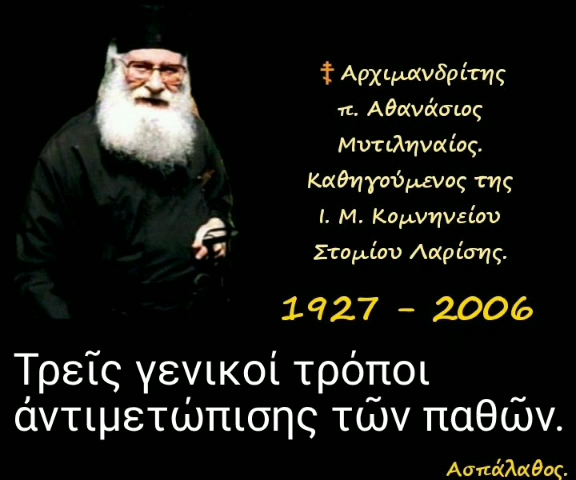 ☦ Αρχιμανδρίτης
π. Αθανάσιος
Μυτιληναίος.
Καθηγούμενος της
Ι. Μ. Κομνηνείου
Στομίου Λαρίσης.
1927 - 2006
Τρεῖς γενικοί τρόποι
ἀντιμετώπισης τῶν παθῶν.
Ασπάλαθος.